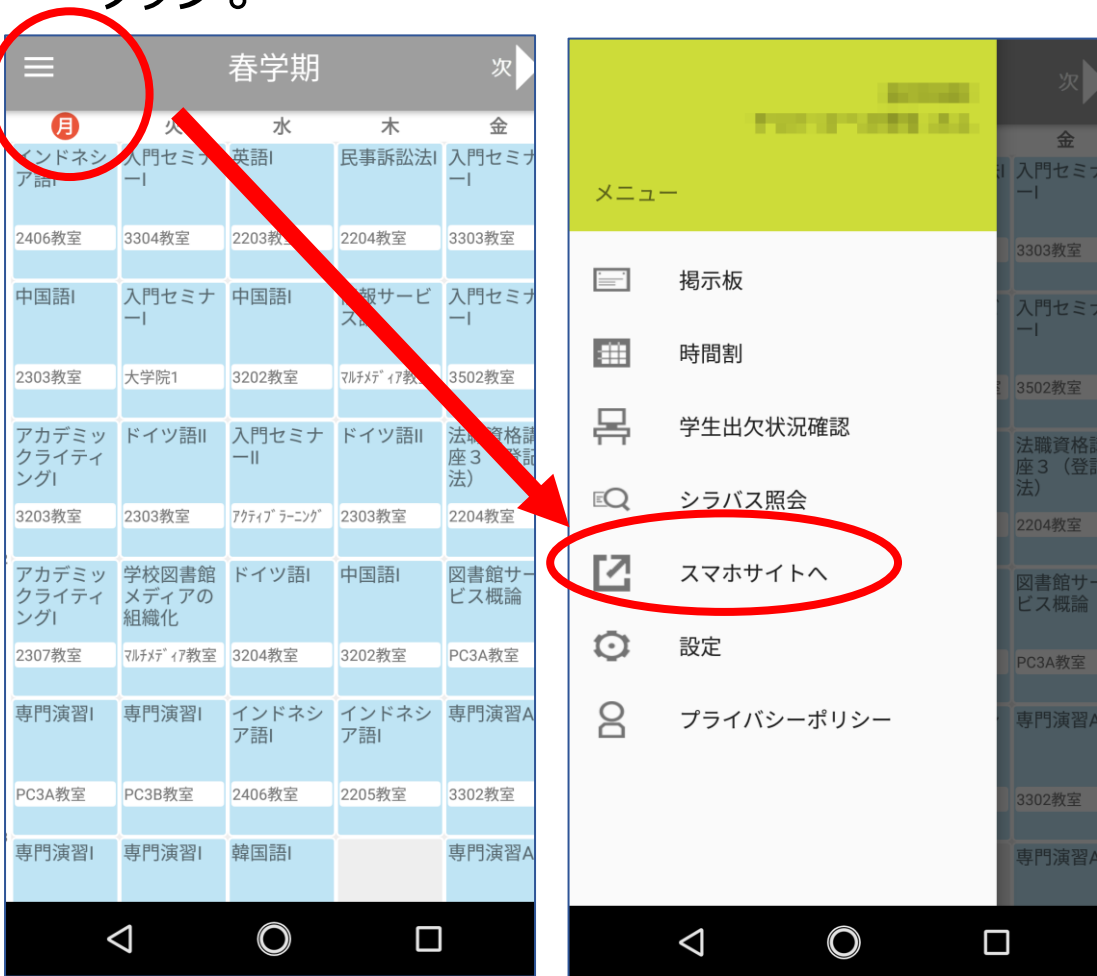 タップ。
春学期
次
月
火
水
木
金
インドネシ
ア語I
2406教室
入門セミナ
ーI
3304教室
英語I
2203教室
民事訴訟法I
2204教室
入門セミナ
ーI
3303教室
中国語I
2303教室
入門セミナ
ーI
大学院1
中国語I
3202教室
報サービ
ス
ﾏﾙﾁﾒﾃﾞｨｱ教
入門セミナ
ーI
3502教室
アカデミッ
クライティ
ングI
3203教室
ドイツ語II
2303教室
入門セミナ
ーII
ｱｸﾃｨﾌﾞﾗｰﾆﾝｸﾞ
ドイツ語II
2303教室
法職資格講
座３（登記
法）
2204教室
アカデミッ
クライティ
ングI
2307教室
学校図書館
メディアの
組織化
ﾏﾙﾁﾒﾃﾞｨｱ教室
ドイツ語I
3204教室
中国語I
3202教室
図書館サー
ビス概論
PC3A教室
専門演習I
PC3A教室
専門演習I
PC3B教室
インドネシ
ア語I
2406教室
インドネシ
ア語I
2205教室
専門演習A
3302教室
専門演習I
専門演習I
韓国語I
専門演習A
メニュー
掲示板
時間割
学生出欠状況確認
シラバス照会
スマホサイトへ
設定
プライバシーポリシー
次
金
入門セミナ
ーI
3303教室
入門セミナ
ーI
3502教室
法職資格講
座３（登記
法）
2204教室
図書館サー
ビス概論
PC3A教室
専門演習A
3302教室
専門演習A